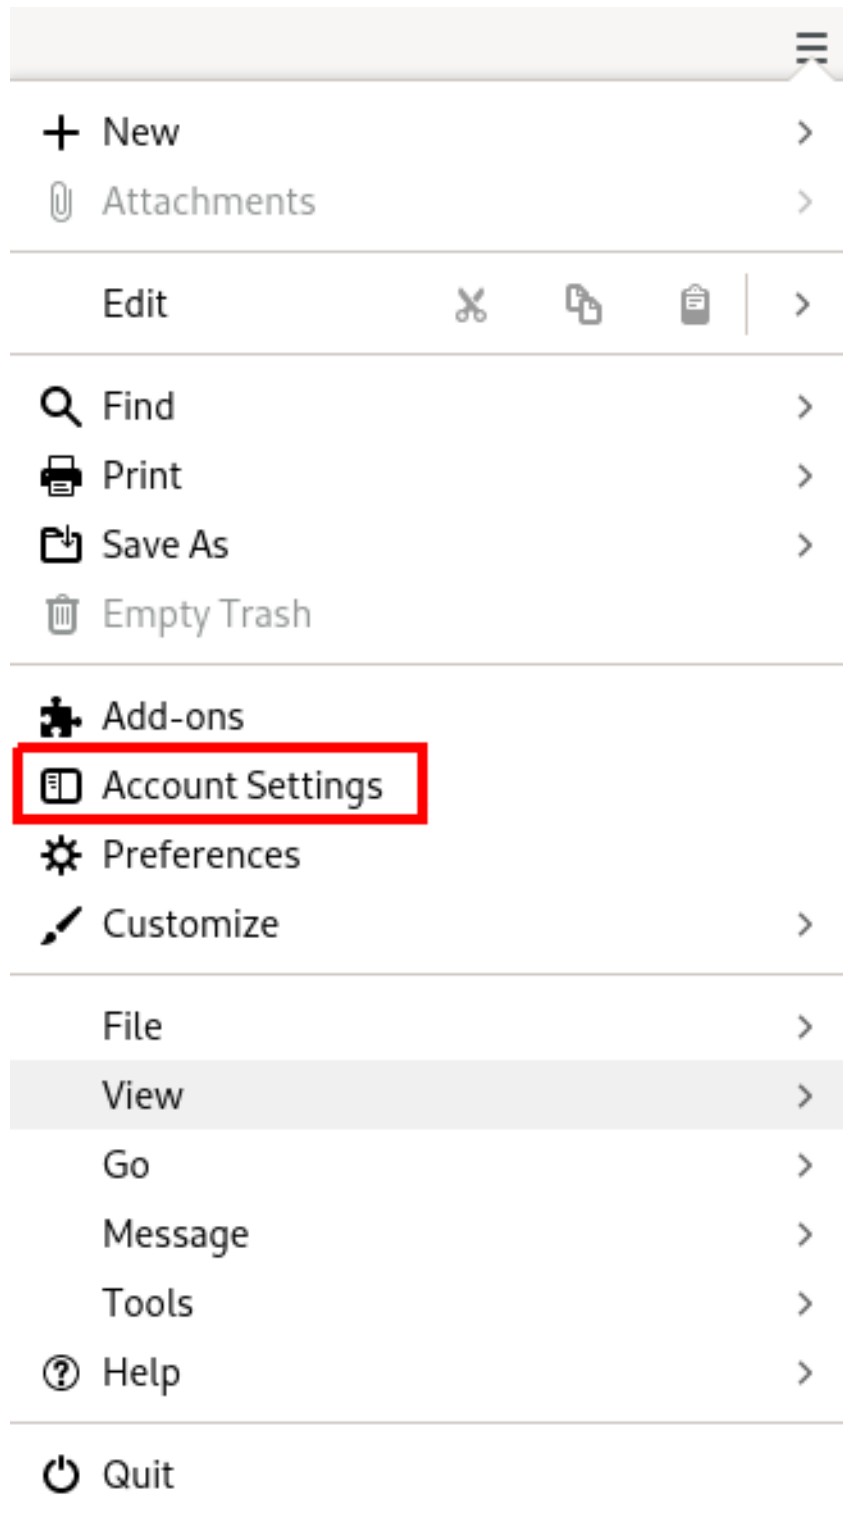 New
Attachments
Edit
Find
Print
Save As
Empty Trash
Add-ons
Account Settings
Preferences
Customize
File
View
Go
Message
Tools
Help
Quit